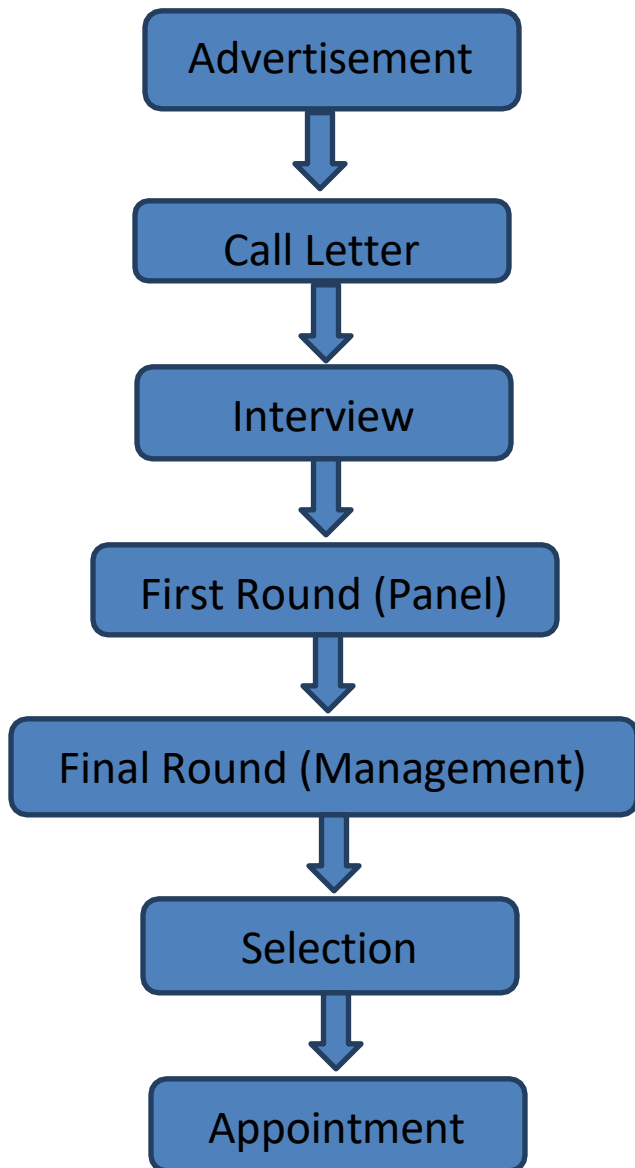 Advertisement
Call Letter
Interview
First Round (Panel)
Final Round (Management)
Selection
Appointment